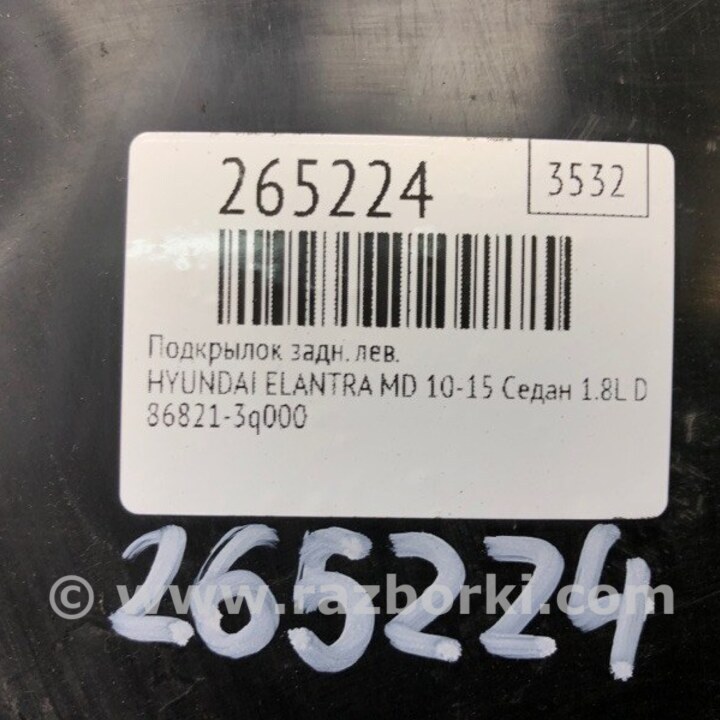 265224
3532
Подкрылок задн. лев.
HYUNDAI ELANTRA MD 10-15 Седан 1.8L D
86821-3q000
265224
© www.razborki.com